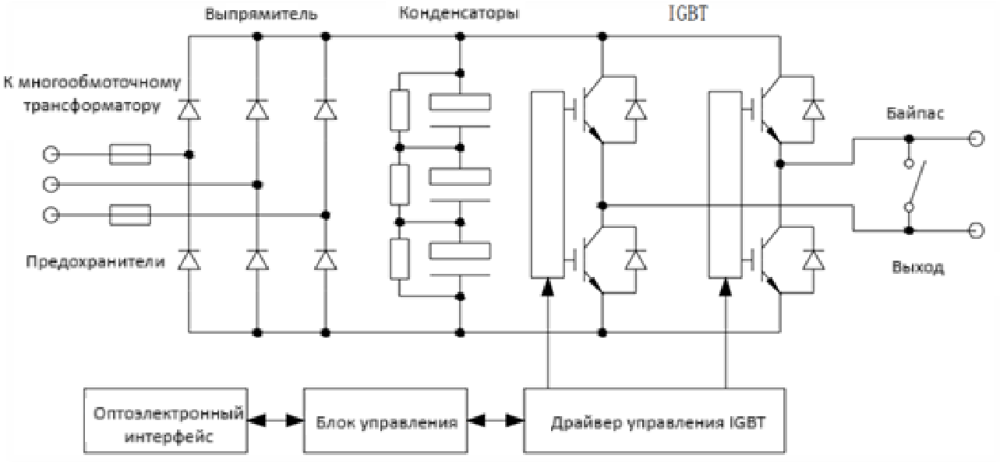 Выпрямитель
Конденсаторы
IGBT
К многообмоточному
трансформатору
Байпас
Предохранители
Выход
Оптоэлектронный
интерфейс
Блок управления
Драйвер управления IGBT